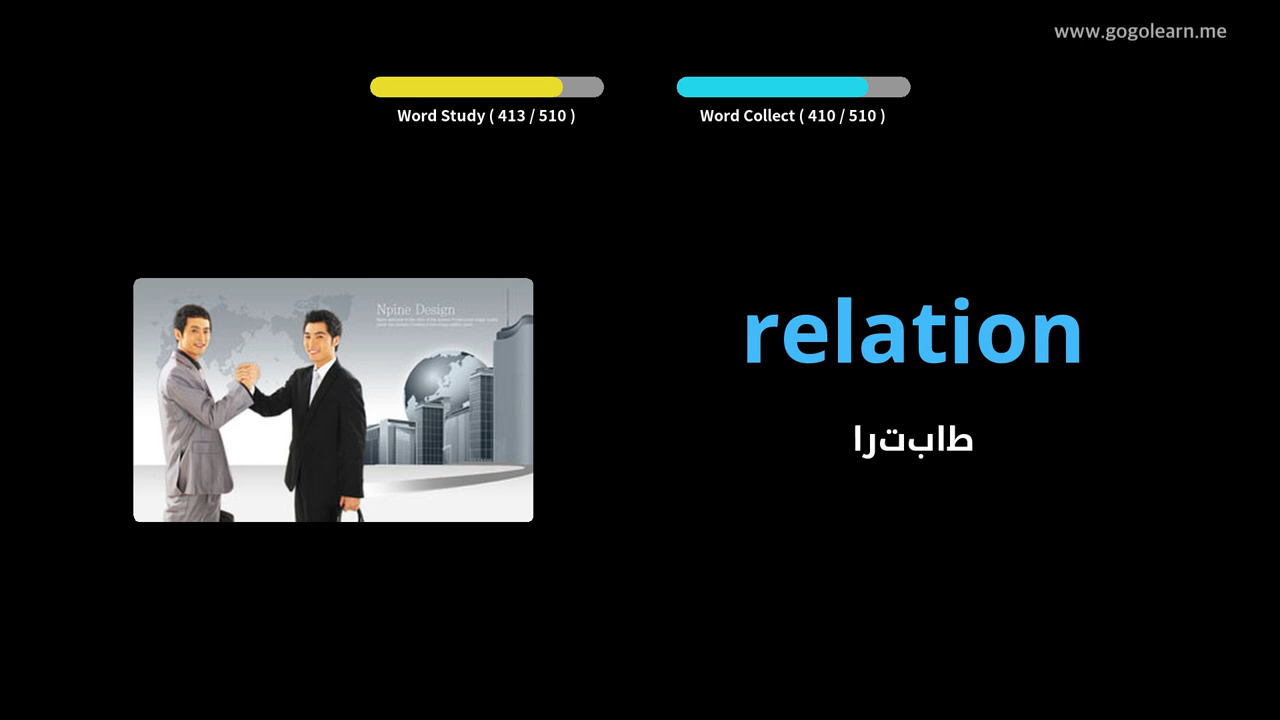 www.gogolearn.me
Word Study ( 413 / 510 )
Word Collect ( 410 / 510 )
Npine Design
relation
طابترا